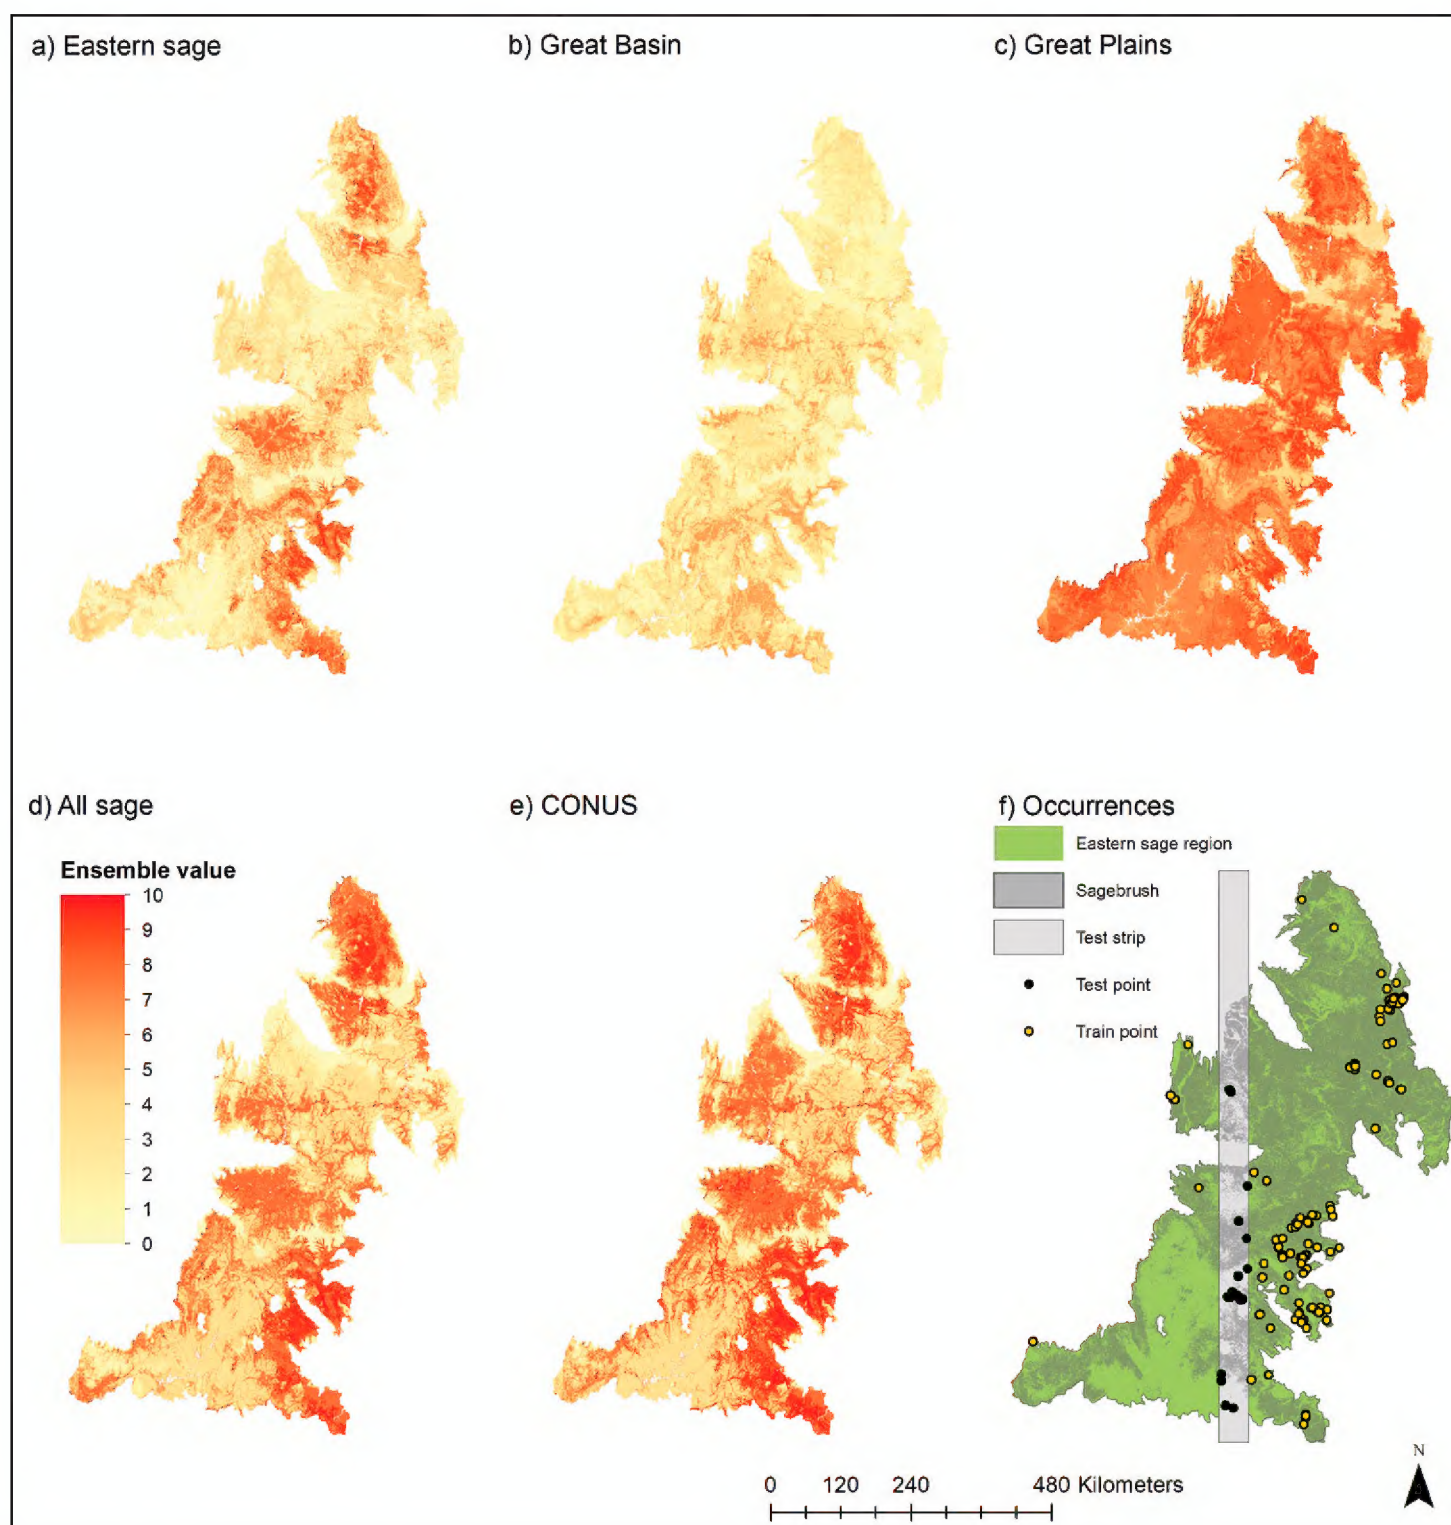 a) Eastern sage
b) Great Basin
c) Great Plains
d) All sage
e) CONUS
f) Occurrences
Ensemble value
10
9
8
7
6
5
4
3
2
1
0
Eastern sage region
Sagebrush
Test strip
Test point
Train point
N
0 120 240 480 Kilometers